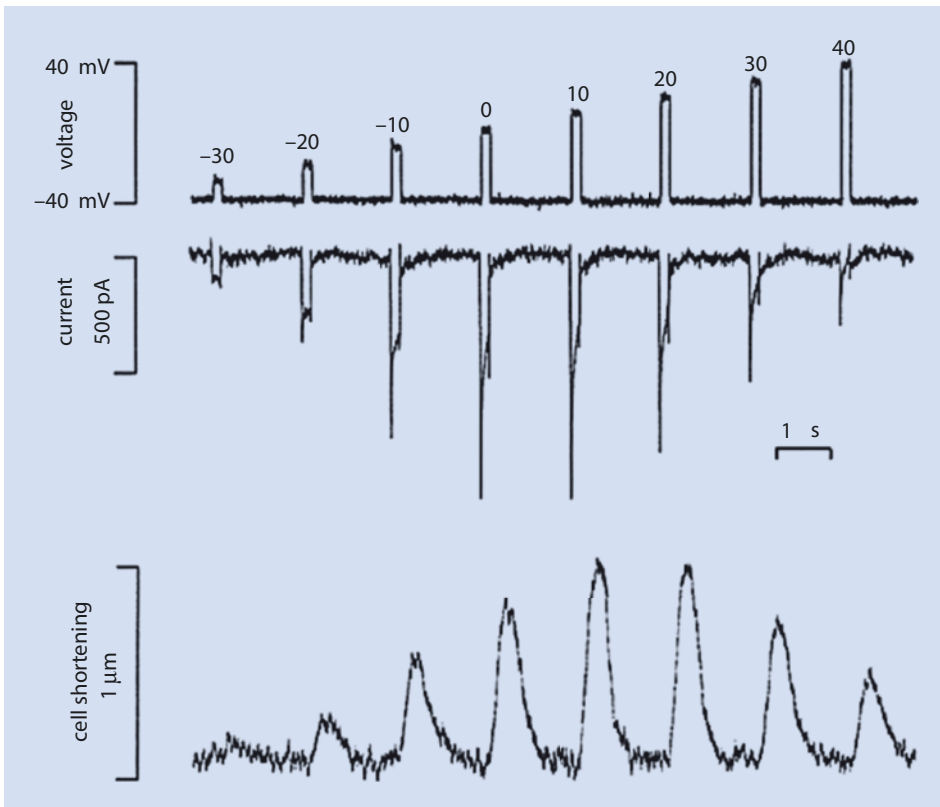 40 mV
voltage
–40 mV
–30
–20
–10
0
10
20
30
40
current
500 pA
1 s
cell shortening
1 µm